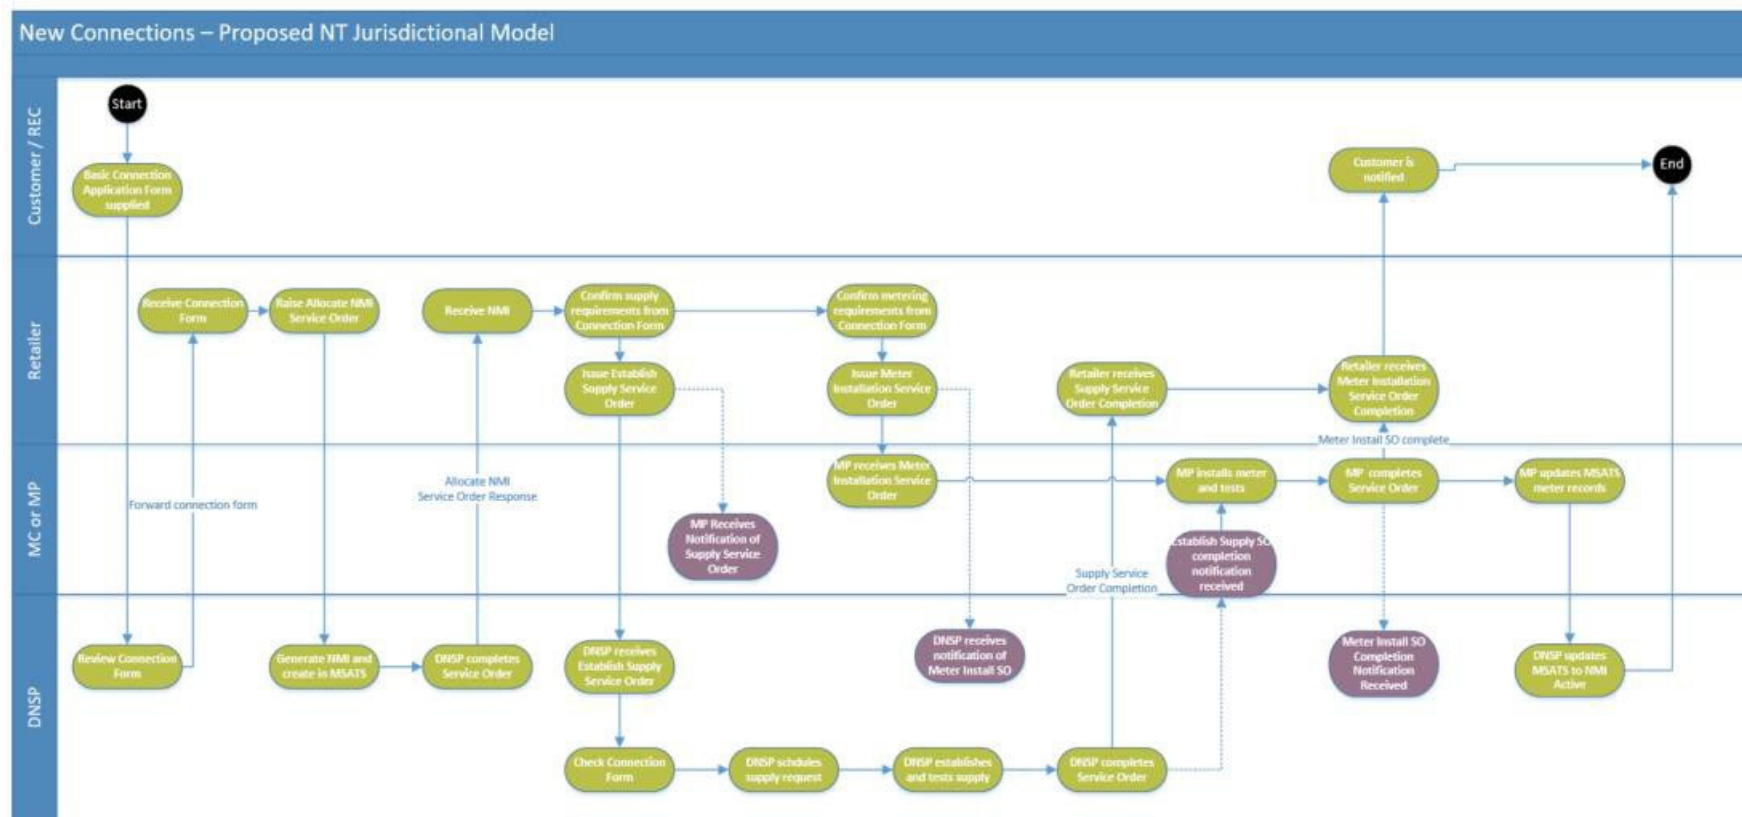 New Connections – Proposed NT Jurisdictional Model
Customer / REC
Start
Basic Connection
Application Form
supplied
Customer is
notified
End
Retailer
Receive Connection
Form
Raise Allocate NMI
Service Order
Receive NMI
Confirm supply
requirements from
Connection Form
Confirm metering
requirements from
Connection Form
Issue Establish
Supply Service
Order
Issue Meter
Installation Service
Order
Retailer receives
Supply Service
Order Completion
Retailer receives
Meter Installation
Service Order
Completion
Meter Install SO complete
MC or MP
Forward connection form
Allocate NMI
Service Order Response
MP Receives
Notification of
Supply Service
Order
MP receives Meter
Installation Service
Order
MP installs meter
and tests
MP completes
Service Order
MP updates MSATS
meter records
Establish Supply SO
completion
notification
received
Supply Service
Order Completion
DNSP
Review Connection
Form
Generate NMI and
create in MSATS
DNSP completes
Service Order
DNSP receives
Establish Supply
Service Order
DNSP receives
notification of
Meter Install SO
Meter Install SO
Completion
Notification
Received
DNSP updates
MSATS to NMI
Active
Check Connection
Form
DNSP schdules
supply request
DNSP establishes
and tests supply
DNSP completes
Service Order